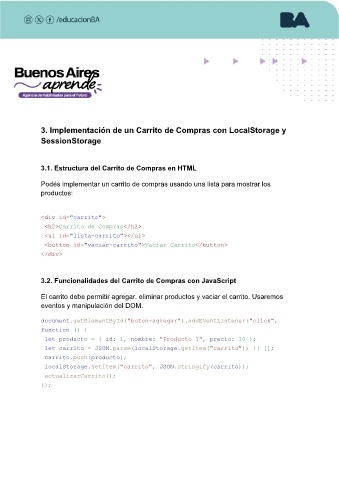 /educacionBA
BA
Buenos Aires
aprende
Agencia de Habilidades para el Futuro
3. Implementación de un Carrito de Compras con LocalStorage y
SessionStorage
3.1. Estructura del Carrito de Compras en HTML
Podés implementar un carrito de compras usando una lista para mostrar los
productos:
<div id="carrito">
<h2>Carrito de Compras</h2>
<ul id="lista-carrito"></ul>
<button id="vaciar-carrito">Vaciar Carrito</button>
</div>
3.2. Funcionalidades del Carrito de Compras con JavaScript
El carrito debe permitir agregar, eliminar productos y vaciar el carrito. Usaremos
eventos y manipulación del DOM.
document.getElementById("boton-agregar").addEventListener("click",
function () {
let producto = { id: 1, nombre: "Producto 1", precio: 10 };
let carrito = JSON.parse(localStorage.getItem("carrito")) || [];
carrito.push(producto);
localStorage.setItem("carrito", JSON.stringify(carrito));
actualizarCarrito();
});